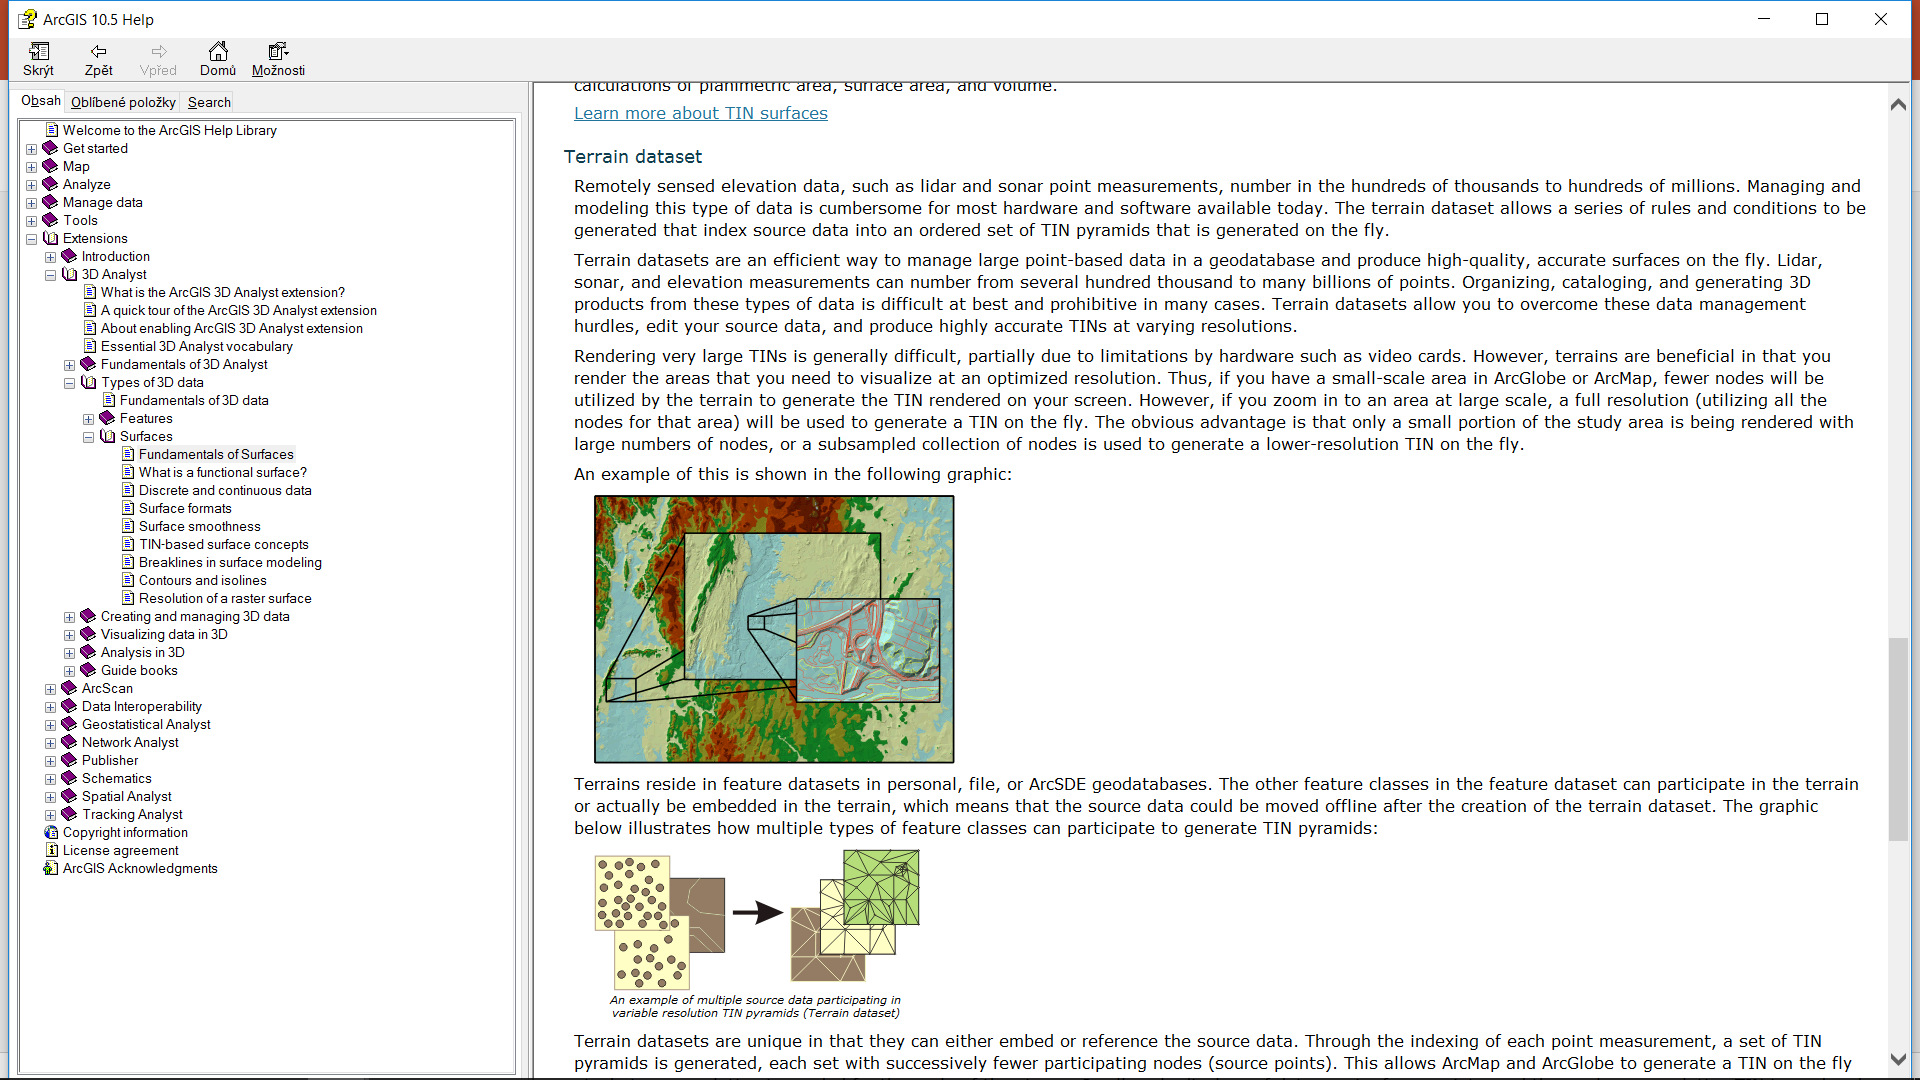 ArcGIS 10.5 Help
Skrýt Zpět Vpřed Domů Možnosti
Obsah Oblíbené položky Search
Welcome to the ArcGIS Help Library
Get started
Map
Analyze
Manage data
Tools
Extensions
Introduction
3D Analyst
What is the ArcGIS 3D Analyst extension?
A quick tour of the ArcGIS 3D Analyst extension
About enabling ArcGIS 3D Analyst extension
Essential 3D Analyst vocabulary
Fundamentals of 3D Analyst
Types of 3D data
Fundamentals of 3D data
Features
Surfaces
Fundamentals of Surfaces
What is a functional surface?
Discrete and continuous data
Surface formats
Surface smoothness
TIN-based surface concepts
Breaklines in surface modeling
Contours and isolines
Resolution of a raster surface
Creating and managing 3D data
Visualizing data in 3D
Analysis in 3D
Guide books
ArcScan
Data Interoperability
Geostatistical Analyst
Network Analyst
Publisher
Schematics
Spatial Analyst
Tracking Analyst
Copyright information
License agreement
ArcGIS Acknowledgments
calculations of planimetric area, surface area, and volume.
Learn more about TIN surfaces
Terrain dataset
Remotely sensed elevation data, such as lidar and sonar point measurements, number in the hundreds of thousands to hundreds of millions. Managing and
modeling this type of data is cumbersome for most hardware and software available today. The terrain dataset allows a series of rules and conditions to be
generated that index source data into an ordered set of TIN pyramids that is generated on the fly.
Terrain datasets are an efficient way to manage large point-based data in a geodatabase and produce high-quality, accurate surfaces on the fly. Lidar,
sonar, and elevation measurements can number from several hundred thousand to many billions of points. Organizing, cataloging, and generating 3D
products from these types of data is difficult at best and prohibitive in many cases. Terrain datasets allow you to overcome these data management
hurdles, edit your source data, and produce highly accurate TINs at varying resolutions.
Rendering very large TINs is generally difficult, partially due to limitations by hardware such as video cards. However, terrains are beneficial in that you
render the areas that you need to visualize at an optimized resolution. Thus, if you have a small-scale area in ArcGlobe or ArcMap, fewer nodes will be
utilized by the terrain to generate the TIN rendered on your screen. However, if you zoom in to an area at large scale, a full resolution (utilizing all the
nodes for that area) will be used to generate a TIN on the fly. The obvious advantage is that only a small portion of the study area is being rendered with
large numbers of nodes, or a subsampled collection of nodes is used to generate a lower-resolution TIN on the fly.
An example of this is shown in the following graphic:
Terrains reside in feature datasets in personal, file, or ArcSDE geodatabases. The other feature classes in the feature dataset can participate in the terrain
or actually be embedded in the terrain, which means that the source data could be moved offline after the creation of the terrain dataset. The graphic
below illustrates how multiple types of feature classes can participate to generate TIN pyramids:
An example of multiple source data participating in
variable resolution TIN pyramids (Terrain dataset)
Terrain datasets are unique in that they can either embed or reference the source data. Through the indexing of each point measurement, a set of TIN
pyramids is generated, each set with successively fewer participating nodes (source points). This allows ArcMap and ArcGlobe to generate a TIN on the fly